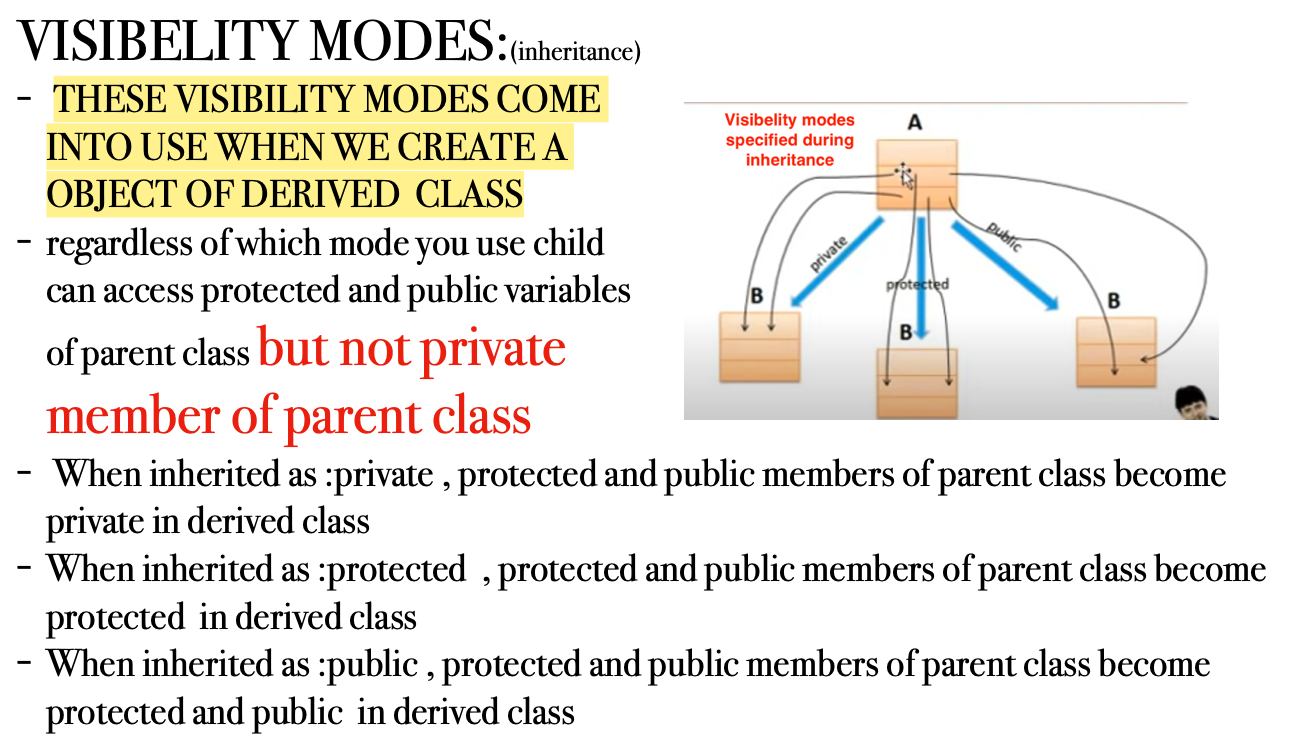 VISIBELITY MODES:(inheritance)
- THESE VISIBILITY MODES COME
INTO USE WHEN WE CREATE A
OBJECT OF DERIVED CLASS
- regardless of which mode you use child
can access protected and public variables
of parent class but not private
member of parent class
- When inherited as :private , protected and public members of parent class become
private in derived class
- When inherited as :protected , protected and public members of parent class become
protected in derived class
- When inherited as :public , protected and public members of parent class become
protected and public in derived class
Visibelity modes
specified during
inheritance
A
private
protected
public
B
B
B